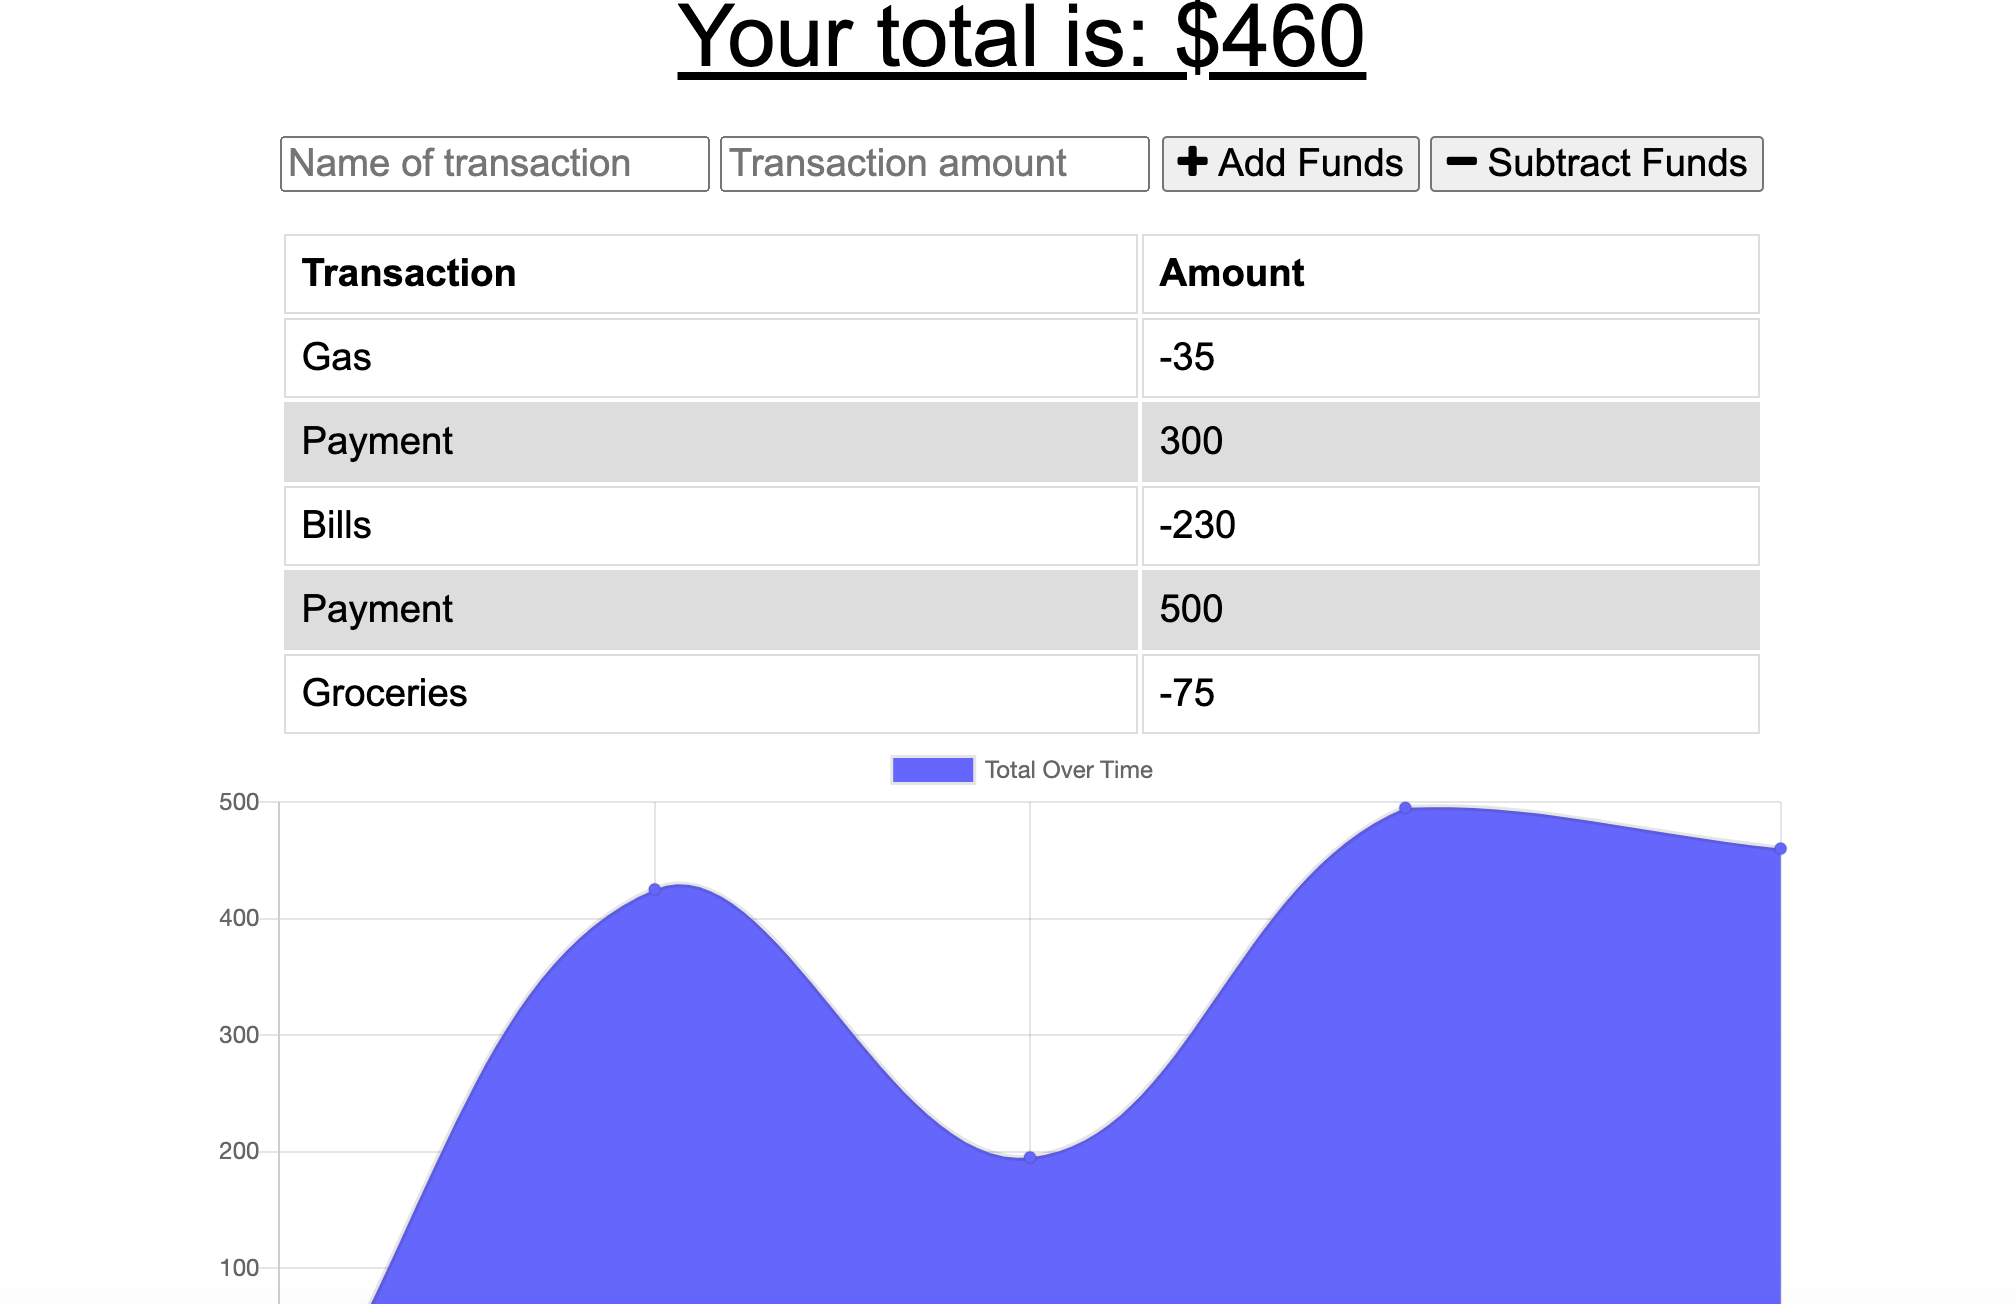 Your total is: $460
Name of transaction Transaction amount Add Funds Subtract Funds
Transaction Amount
Gas -35
Payment 300
Bills -230
Payment 500
Groceries -75
Total Over Time
500
400
300
200
100